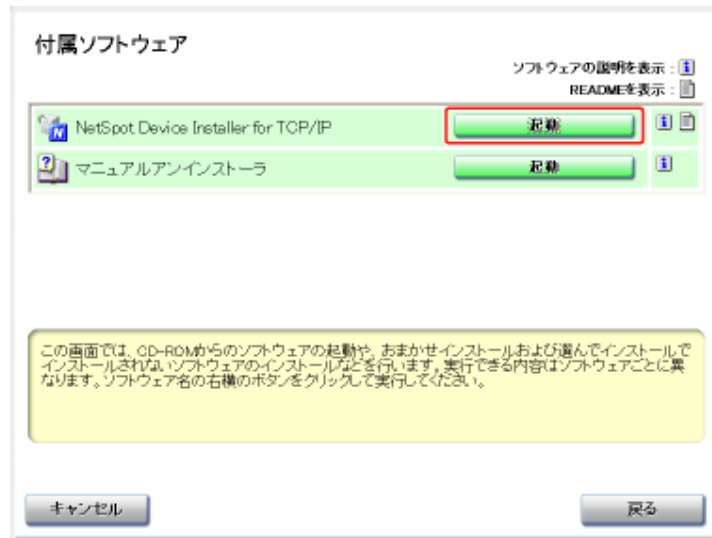 付属ソフトウェア
ソフトウェアの説明を表示 :
READMEを表示 :
NetSpot Device Installer for TCP/IP 起動
マニュアルアンインストーラ 起動
この画面では、CD-ROMからのソフトウェアの起動や、おまかせインストールおよび選んでインストールで
インストールされないソフトウェアのインストールなどを行います。実行できる内容はソフトウェアごとに異
なります。ソフトウェア名の右横のボタンをクリックして実行してください。
キャンセル 戻る